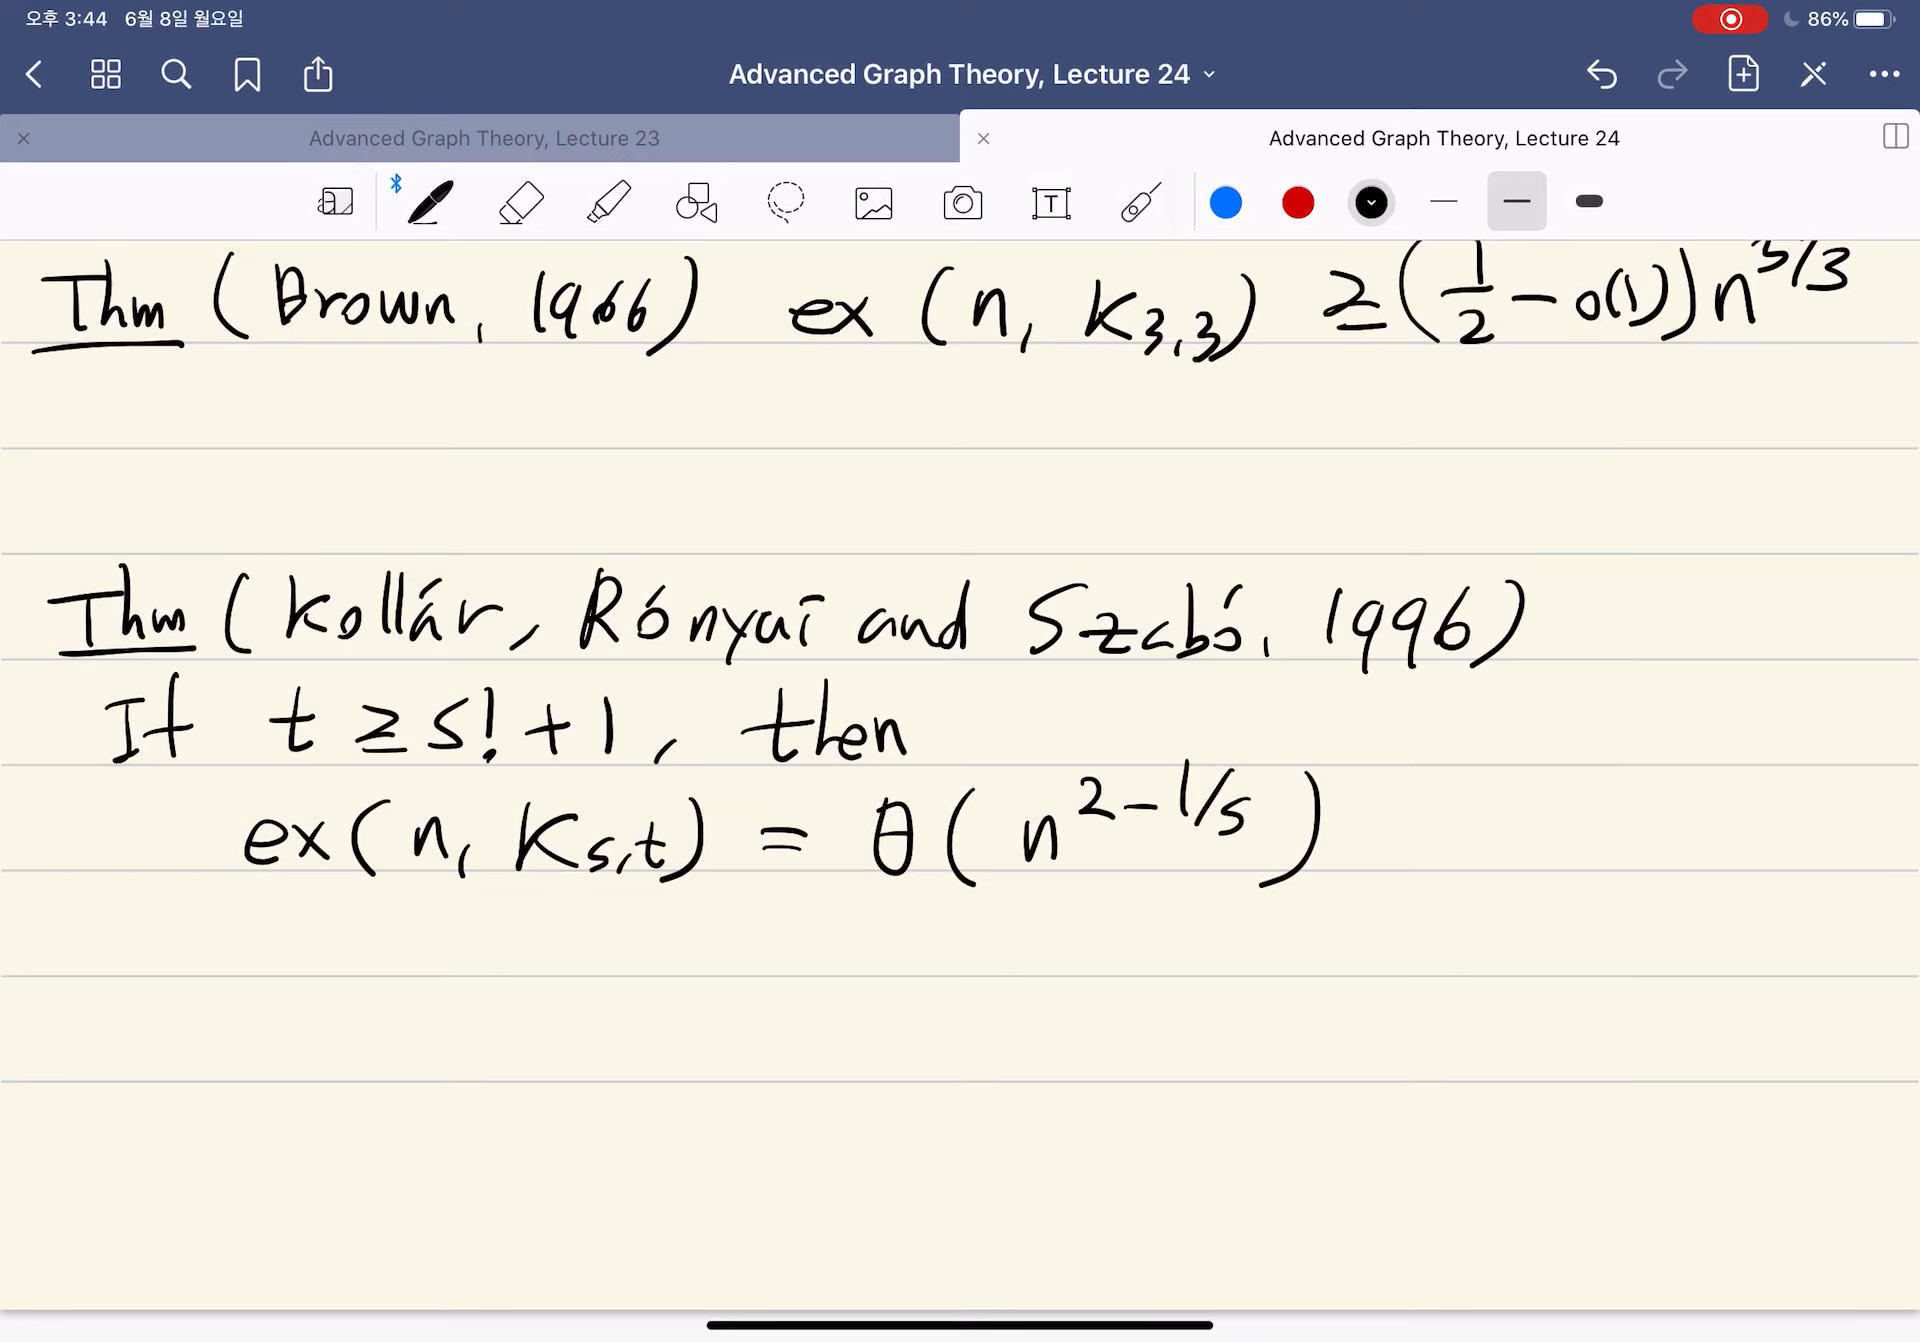 오후 3:44 6월 8일 월요일 86%
Advanced Graph Theory, Lecture 24
Advanced Graph Theory, Lecture 23 Advanced Graph Theory, Lecture 24
Thm (Brown, 1966) ex (n, K₃,₃) ≥ (1/2 - o(1)) n^5/3
Thm (Kollár, Rónyai and Szabó, 1996)
If t ≥ s! + 1, then
ex(n, K_s,t) = θ( n^2-1/s )